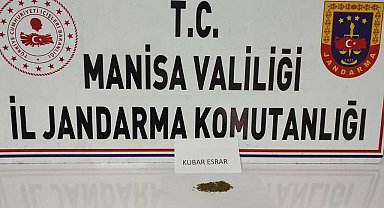 T.C.
MANİSA VALİLİĞİ
İL JANDARMA KOMUTANLIĞI
KUBAR ESRAR
JANDARMA